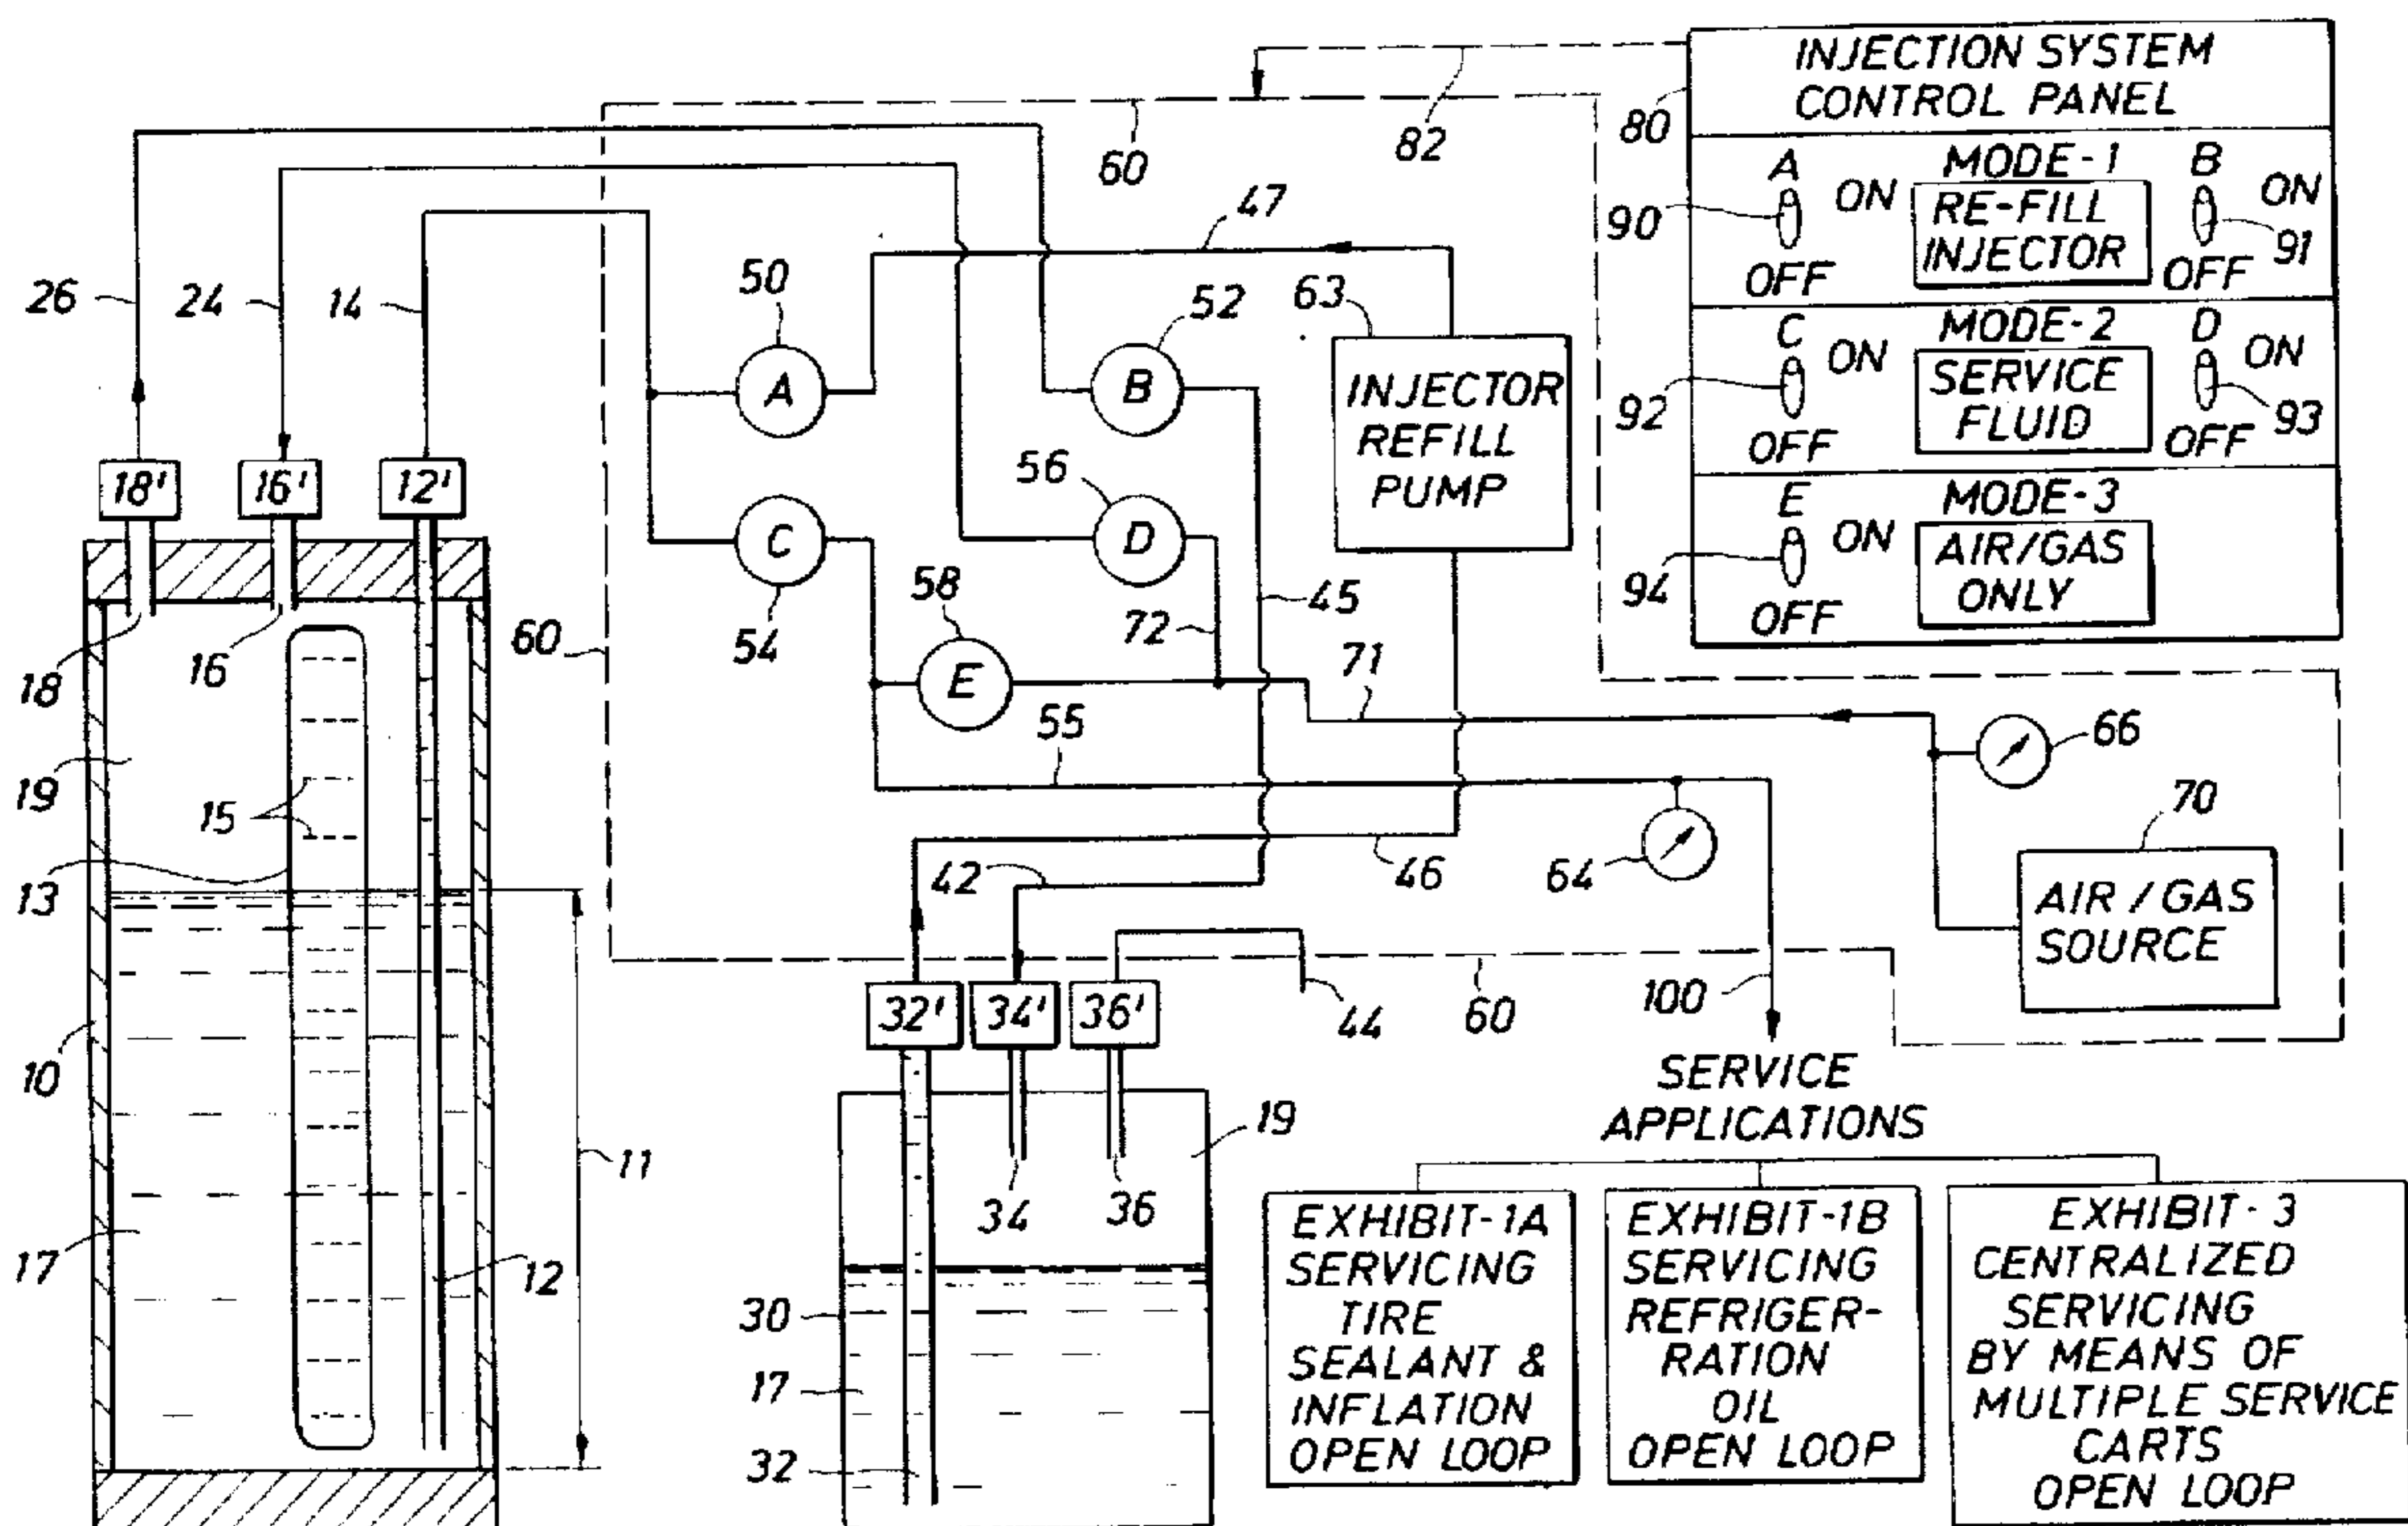 INJECTION SYSTEM
CONTROL PANEL
80
82
60
A
ON
MODE-1
B
ON
90
RE-FILL
INJECTOR
91
OFF
OFF
C
ON
MODE-2
D
ON
92
SERVICE
FLUID
93
OFF
OFF
E
ON
MODE-3
94
AIR/GAS
ONLY
OFF
47
26
24
14
50
52
63
A
B
INJECTOR
REFILL
PUMP
18'
16'
12'
56
C
D
54
58
E
45
72
71
60
18
16
19
15
13
55
66
70
64
46
42
AIR / GAS
SOURCE
44
60
100
32'
34'
36'
10
11
17
12
19
34
36
30
17
32
SERVICE
APPLICATIONS
EXHIBIT-1A
SERVICING
TIRE
SEALANT &
INFLATION
OPEN LOOP
EXHIBIT-1B
SERVICING
REFRIGER-
RATION
OIL
OPEN LOOP
EXHIBIT-3
CENTRALIZED
SERVICING
BY MEANS OF
MULTIPLE SERVICE
CARTS
OPEN LOOP